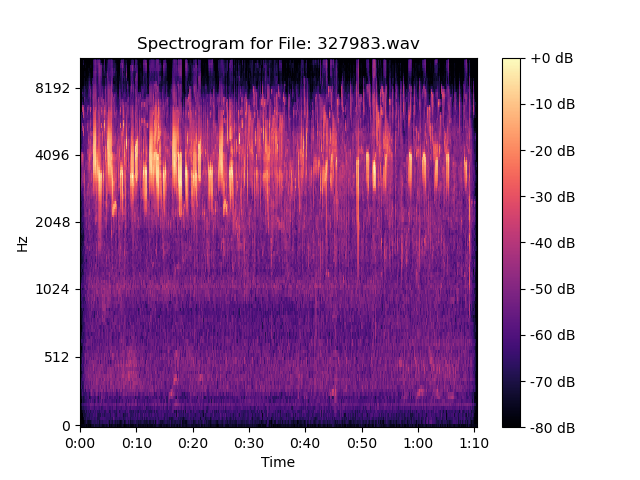 Spectrogram for File: 327983.wav
+0 dB
8192
-10 dB
4096
-20 dB
-30 dB
2048
Hz
-40 dB
1024
-50 dB
-60 dB
512
-70 dB
0
-80 dB
0:00 0:10 0:20 0:30 0:40 0:50 1:00 1:10
Time